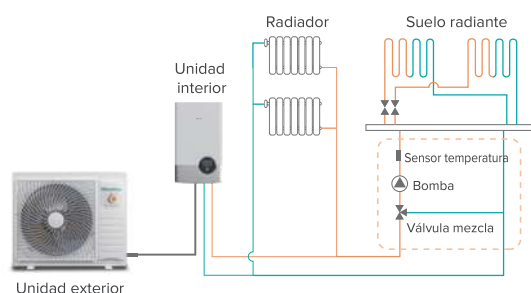 Radiador
Suelo radiante
Unidad
interior
Sensor temperatura
Bomba
Válvula mezcla
Unidad exterior